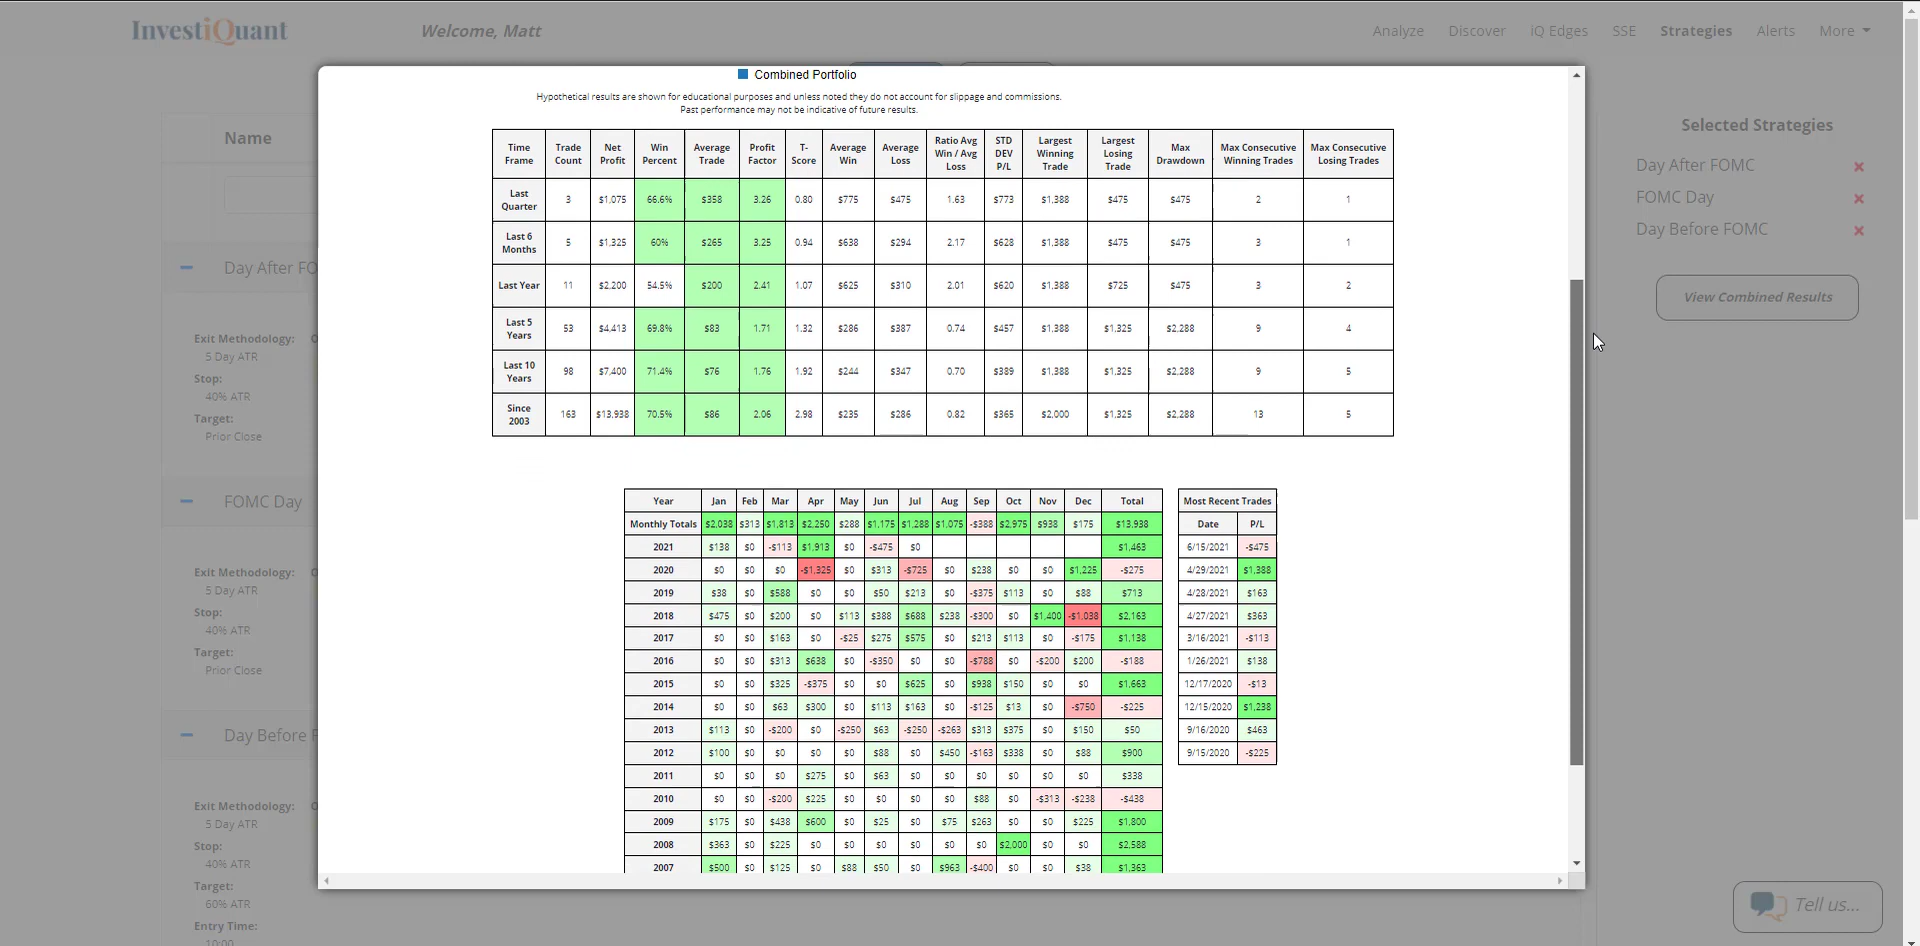 InvestiQuant
Welcome, Matt
Analyze Discover iQ Edges SSE Strategies Alerts More
Combined Portfolio
Hypothetical results are shown for educational purposes and unless noted they do not account for slippage and commissions.
Past performance may not be indicative of future results.
Time Frame Trade Count Net Profit Win Percent Average Trade Profit Factor T-Score Average Win Average Loss Ratio Avg Win / Avg Loss STD DEV P/L Largest Winning Trade Largest Losing Trade Max Drawdown Max Consecutive Winning Trades Max Consecutive Losing Trades
Last Quarter 3 $1,075 66.6% $358 3.26 0.80 $775 $475 1.63 $773 $1,388 $475 $475 2 1
Last 6 Months 5 $1,325 60% $265 3.25 0.94 $638 $294 2.17 $628 $1,388 $475 $475 3 1
Last Year 11 $2,200 54.5% $200 2.41 1.07 $625 $310 2.01 $620 $1,388 $725 $475 3 2
Last 5 Years 53 $4,413 69.8% $83 1.71 1.32 $286 $387 0.74 $457 $1,388 $1,325 $2,288 9 4
Last 10 Years 98 $7,400 71.4% $76 1.76 1.92 $244 $347 0.70 $389 $1,388 $1,325 $2,288 9 5
Since 2003 163 $13,938 70.5% $86 2.06 2.98 $235 $286 0.82 $365 $2,000 $1,325 $2,288 13 5
Year Jan Feb Mar Apr May Jun Jul Aug Sep Oct Nov Dec Total
Monthly Totals $2,038 $313 $1,813 $2,250 $288 $1,175 $1,288 $1,075 -$388 $2,975 $938 $175 $13,938
2021 $138 $0 -$113 $1,913 $0 -$475 $0 $1,463
2020 $0 $0 $0 -$1,325 $0 $313 -$725 $0 $238 $0 $0 $1,225 -$275
2019 $38 $0 $588 $0 $0 $50 $213 $0 -$375 $113 $0 $88 $713
2018 $475 $0 $200 $0 $113 $388 $688 $238 -$300 $0 $1,400 -$1,038 $2,163
2017 $0 $0 $163 $0 -$25 $275 $575 $0 $213 $113 $0 -$175 $1,138
2016 $0 $0 $313 $638 $0 -$350 $0 $0 -$788 $0 -$200 $200 -$188
2015 $0 $0 $325 -$375 $0 $0 $625 $0 $938 $150 $0 $0 $1,663
2014 $0 $0 $63 $300 $0 $113 $163 $0 -$125 $13 $0 -$750 -$225
2013 $113 $0 -$200 $0 -$250 $63 -$250 -$263 $313 $375 $0 $150 $50
2012 $100 $0 $0 $0 $0 $88 $0 $450 -$163 $338 $0 $88 $900
2011 $0 $0 $0 $275 $0 $63 $0 $0 $0 $0 $0 $0 $338
2010 $0 $0 -$200 $225 $0 $0 $0 $0 $88 $0 -$313 -$238 -$438
2009 $175 $0 $438 $600 $0 $25 $0 $75 $263 $0 $0 $225 $1,800
2008 $363 $0 $225 $0 $0 $0 $0 $0 $0 $2,000 $0 $0 $2,588
2007 $500 $0 $125 $0 $88 $50 $0 $963 -$400 $0 $0 $38 $1,363
Most Recent Trades
Date P/L
6/15/2021 -$475
4/29/2021 $1,388
4/28/2021 $163
4/27/2021 $363
3/16/2021 -$113
1/26/2021 $138
12/17/2020 -$13
12/15/2020 $1,238
9/16/2020 $463
9/15/2020 -$225
Name
Day After FO
Exit Methodology:
5 Day ATR
Stop:
40% ATR
Target:
Prior Close
FOMC Day
Exit Methodology:
5 Day ATR
Stop:
40% ATR
Target:
Prior Close
Day Before F
Exit Methodology:
5 Day ATR
Stop:
40% ATR
Target:
60% ATR
Entry Time:
10:00
Selected Strategies
Day After FOMC
FOMC Day
Day Before FOMC
View Combined Results
Tell us...